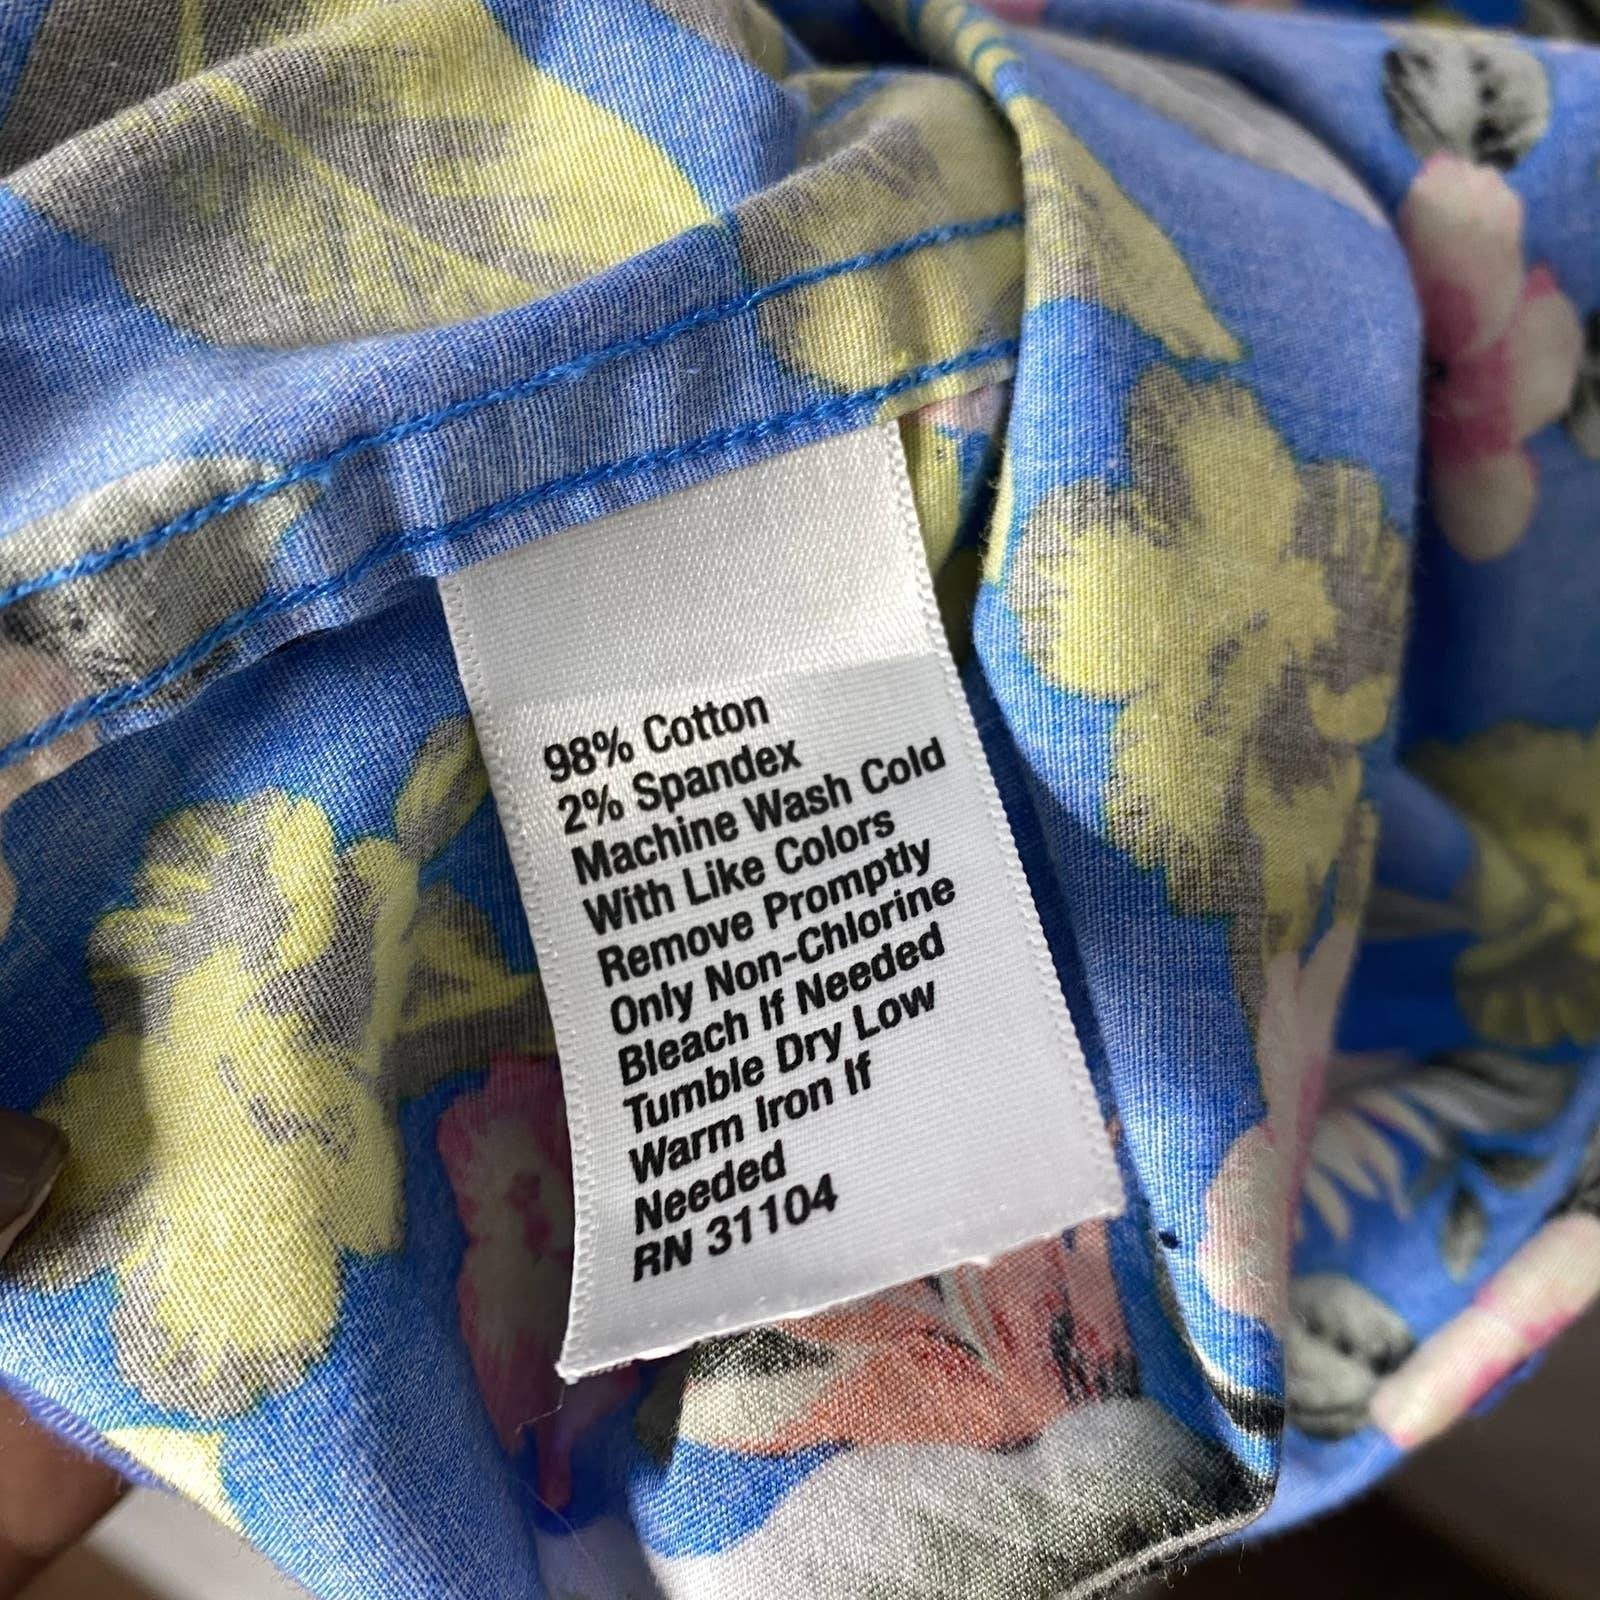 98% Cotton
2% Spandex
Machine Wash Cold
With Like Colors
Remove Promptly
Only Non-Chlorine
Bleach If Needed
Tumble Dry Low
Warm Iron If
Needed
RN 31104